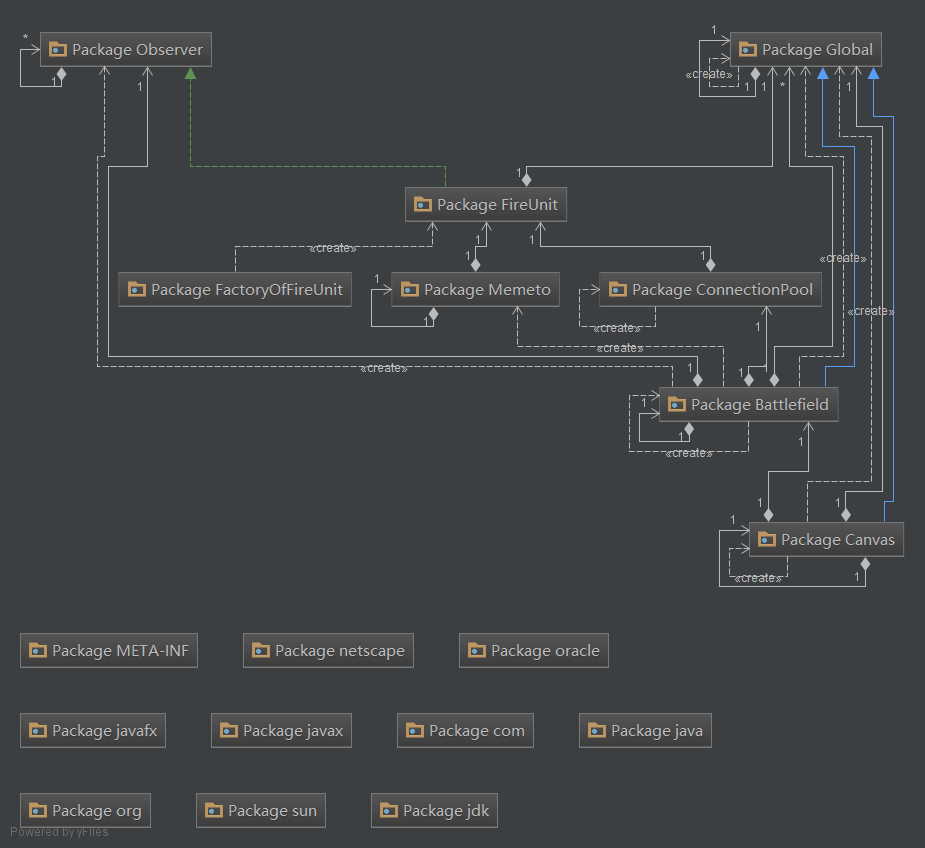 *
1
Package Observer
Package Global
1
«create»
1
1
1
*
1
1
Package FireUnit
1
1
«create»
1
1
«create»
1
Package FactoryOfFireUnit
Package Memeto
Package ConnectionPool
1
«create»
1
«create»
«create»
«create»
1
1
1
Package Battlefield
1
«create»
1
1
1
1
Package Canvas
1
«create»
Package META-INF
Package netscape
Package oracle
Package javafx
Package javax
Package com
Package java
Package org
Package sun
Package jdk
Powered by yFiles